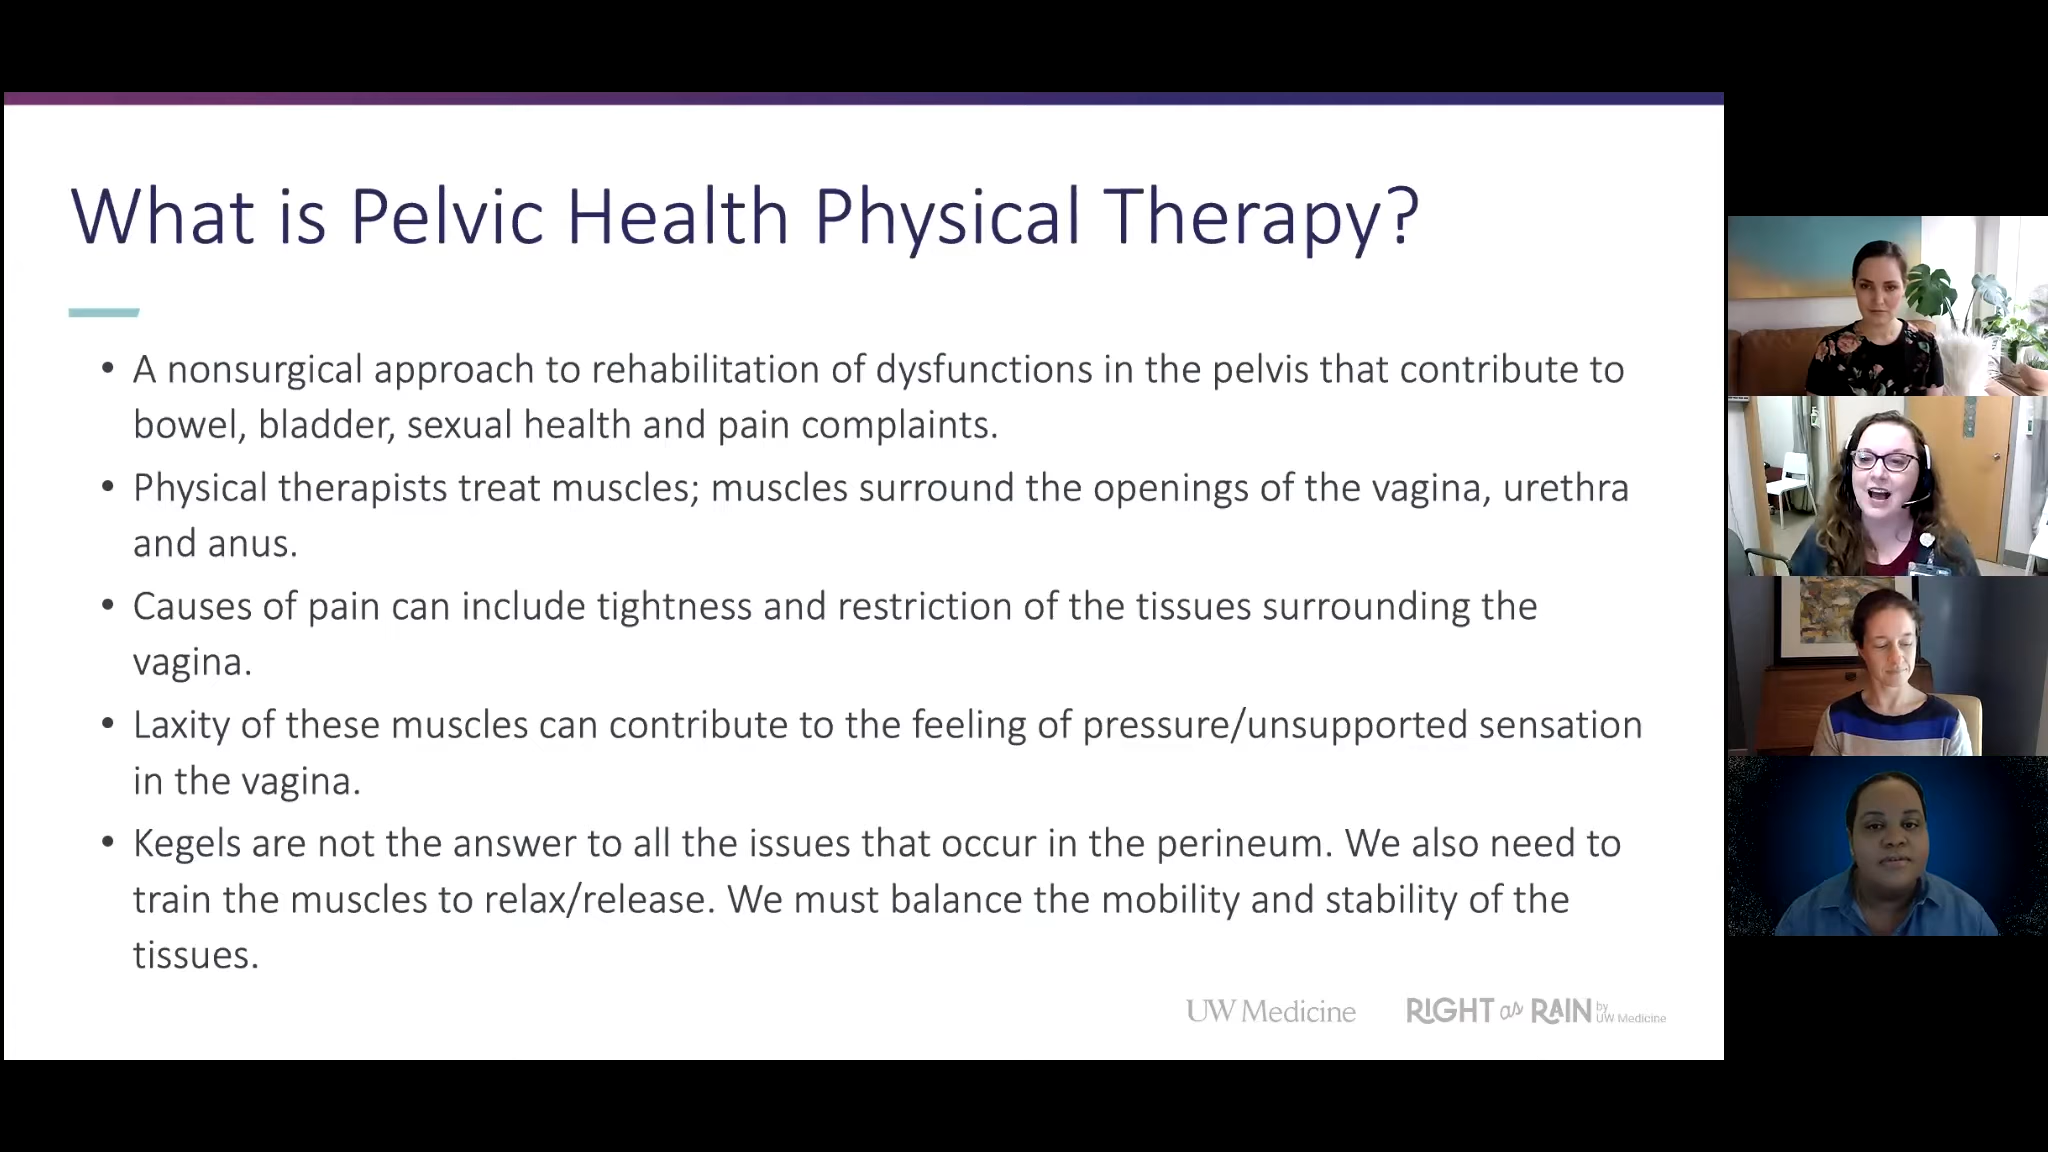 What is Pelvic Health Physical Therapy?
• A nonsurgical approach to rehabilitation of dysfunctions in the pelvis that contribute to
bowel, bladder, sexual health and pain complaints.
• Physical therapists treat muscles; muscles surround the openings of the vagina, urethra
and anus.
• Causes of pain can include tightness and restriction of the tissues surrounding the
vagina.
• Laxity of these muscles can contribute to the feeling of pressure/unsupported sensation
in the vagina.
• Kegels are not the answer to all the issues that occur in the perineum. We also need to
train the muscles to relax/release. We must balance the mobility and stability of the
tissues.
UW Medicine
RIGHT as RAIN by UW Medicine